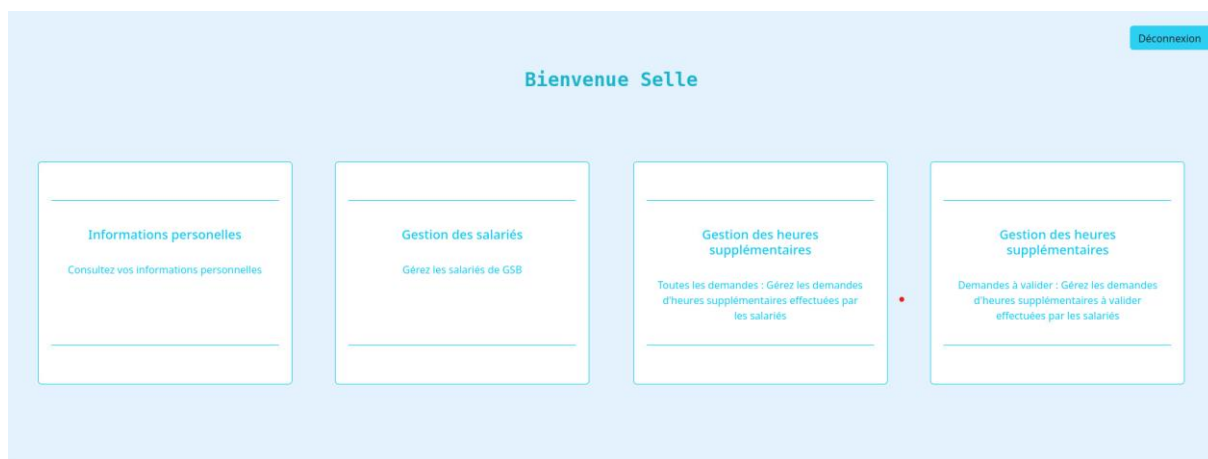 Déconnexion
Bienvenue Selle
Informations personelles
Consultez vos informations personnelles
Gestion des salariés
Gérez les salariés de GSB
Gestion des heures
supplémentaires
Toutes les demandes : Gérez les demandes
d'heures supplémentaires effectuées par
les salariés
Gestion des heures
supplémentaires
Demandes à valider : Gérez les demandes
d'heures supplémentaires à valider
effectuées par les salariés